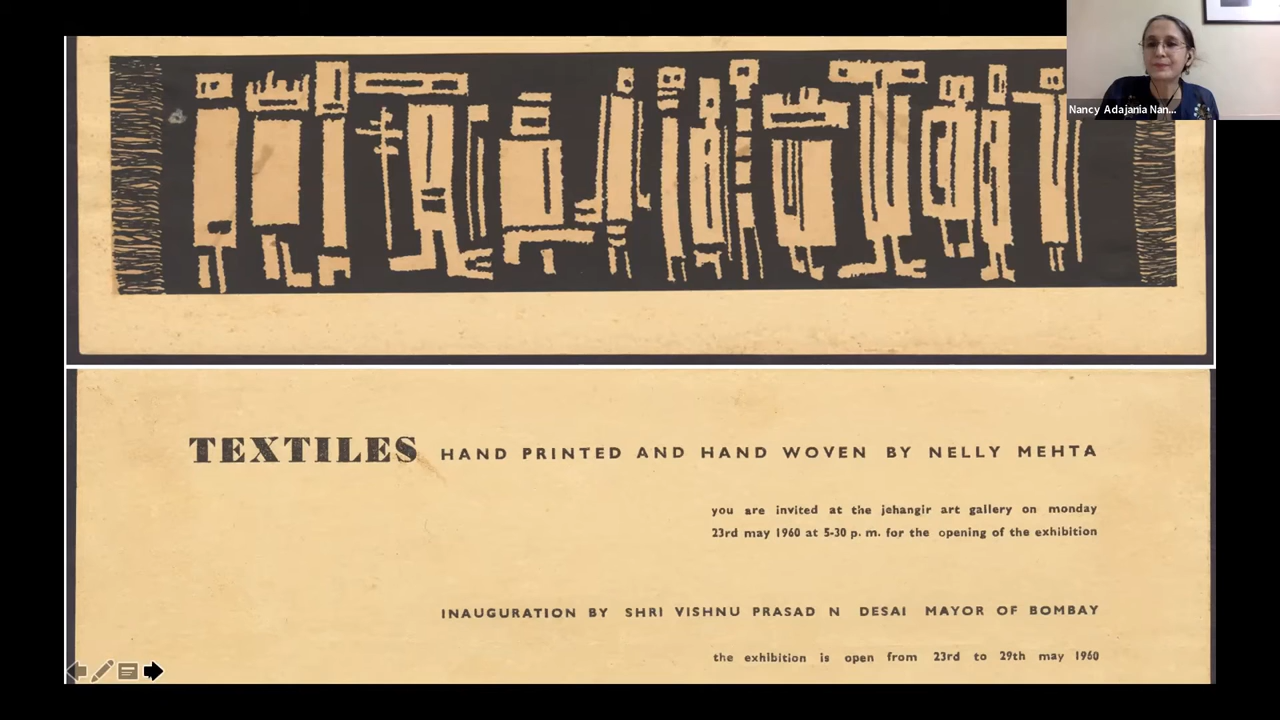 Nancy Adajania Nan...
TEXTILES HAND PRINTED AND HAND WOVEN BY NELLY MEHTA
you are invited at the jehangir art gallery on monday
23rd may 1960 at 5-30 p. m. for the opening of the exhibition
INAUGURATION BY SHRI VISHNU PRASAD N DESAI MAYOR OF BOMBAY
the exhibition is open from 23rd to 29th may 1960